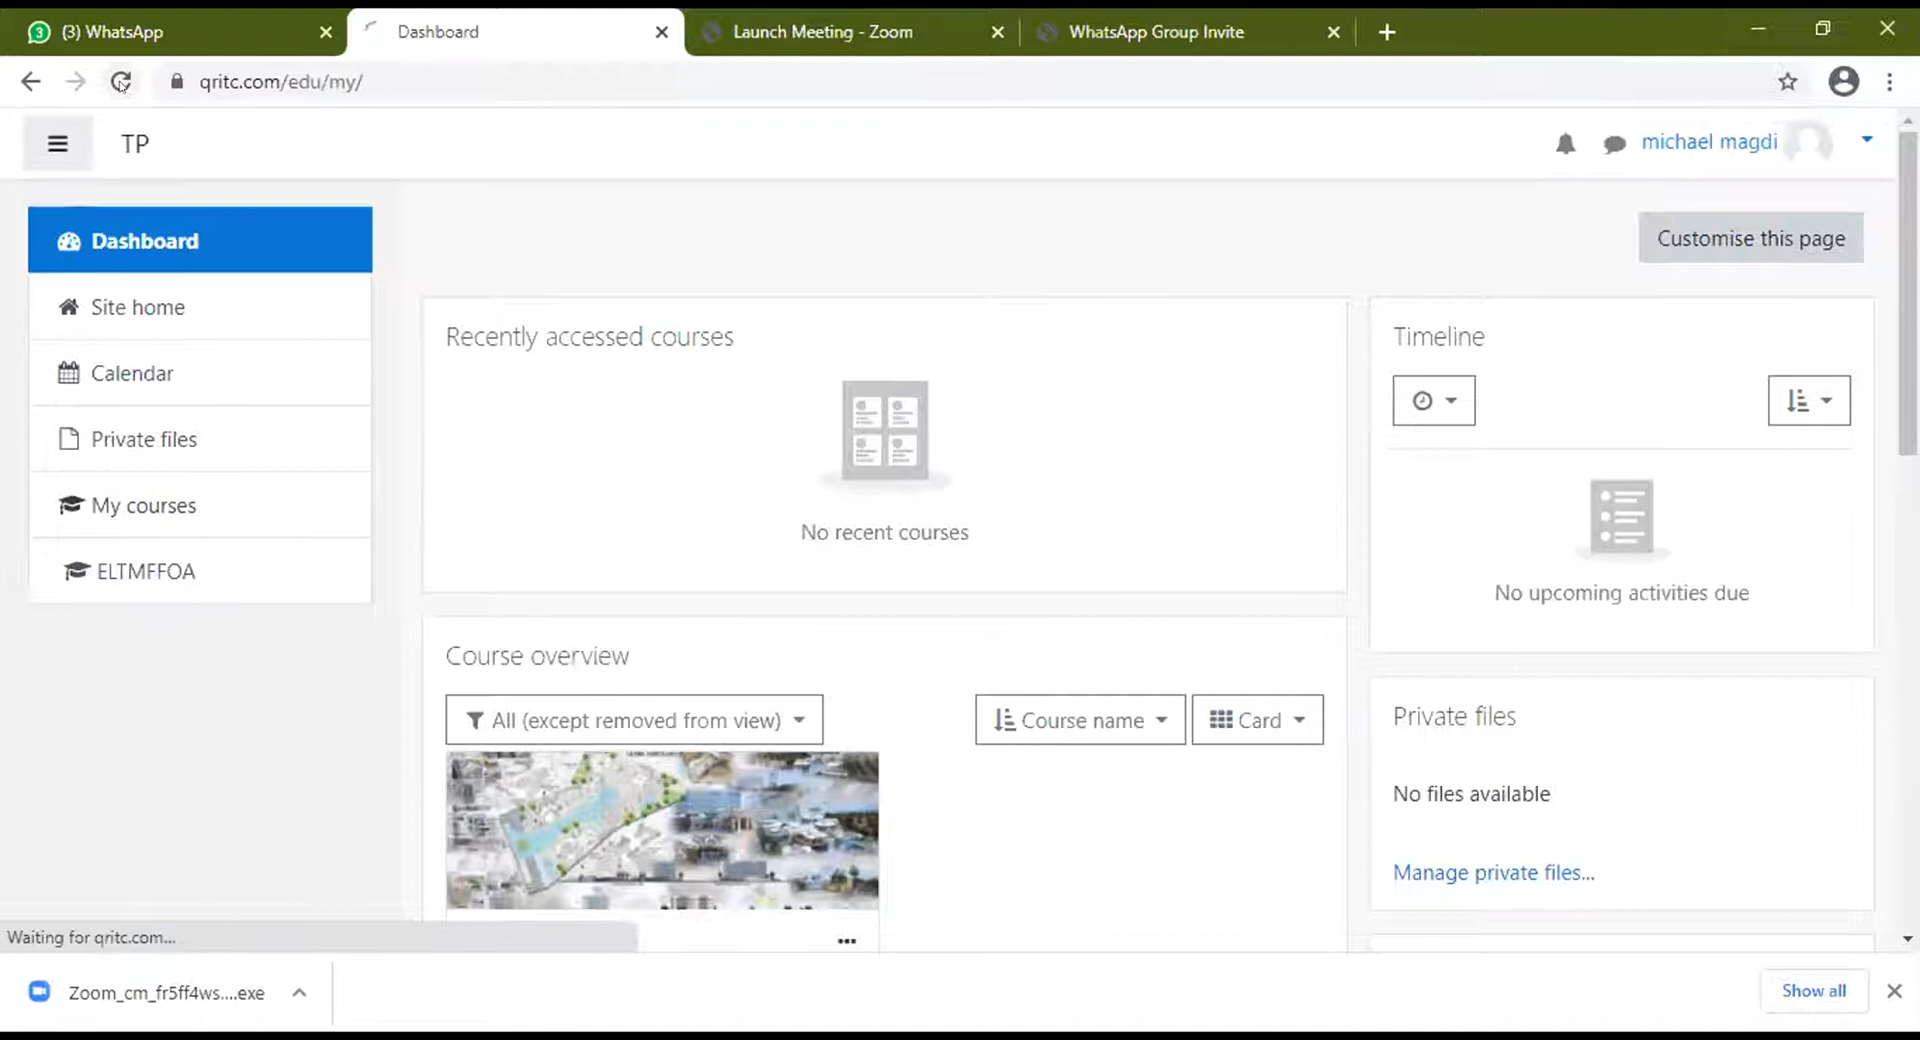 (3) WhatsApp
Dashboard
Launch Meeting - Zoom
WhatsApp Group Invite
qritc.com/edu/my/
TP
michael magdi
Dashboard
Customise this page
Site home
Calendar
Private files
My courses
ELTMFFOA
Recently accessed courses
No recent courses
Timeline
No upcoming activities due
Course overview
All (except removed from view)
Course name
Card
Private files
No files available
Manage private files...
Waiting for qritc.com...
Zoom_cm_fr5ff4ws....exe
Show all